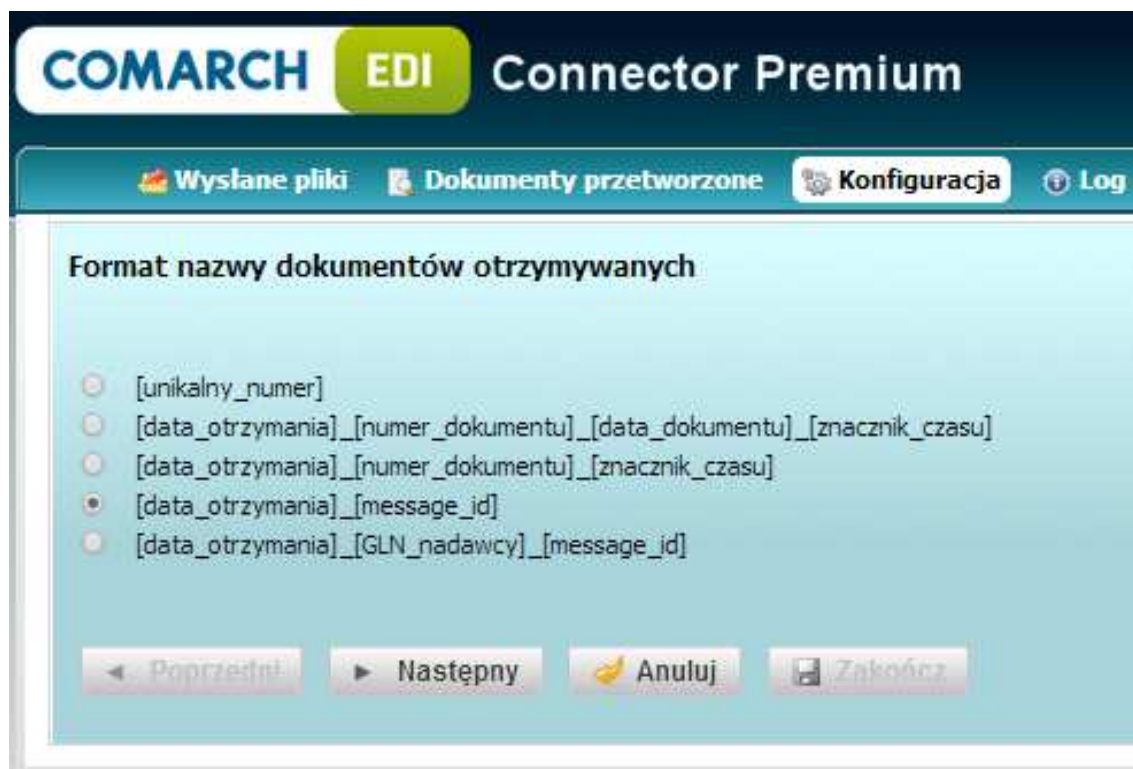 COMARCH EDI Connector Premium
Wysłane pliki Dokumenty przetworzone Konfiguracja Log
Format nazwy dokumentów otrzymywanych
[unikalny_numer]
[data_otrzymania]_[numer_dokumentu]_[data_dokumentu]_[znacznik_czasu]
[data_otrzymania]_[numer_dokumentu]_[znacznik_czasu]
[data_otrzymania]_[message_id]
[data_otrzymania]_[GLN_nadawcy]_[message_id]
Poprzedni Następny Anuluj Zakończ